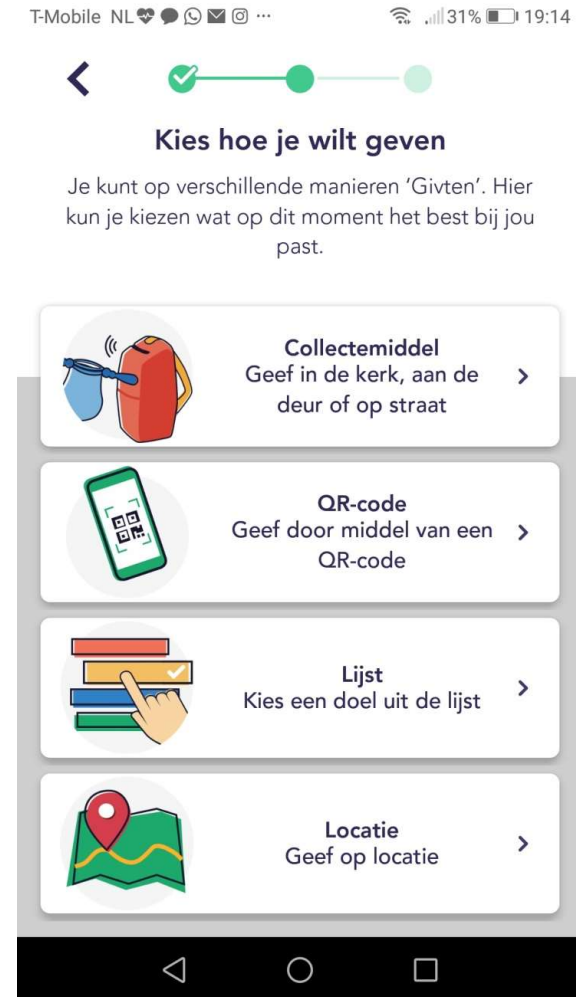 T-Mobile NL 31% 19:14
Kies hoe je wilt geven
Je kunt op verschillende manieren ‘Givten’. Hier
kun je kiezen wat op dit moment het best bij jou
past.
Collectemiddel
Geef in de kerk, aan de
deur of op straat
QR-code
Geef door middel van een
QR-code
Lijst
Kies een doel uit de lijst
Locatie
Geef op locatie